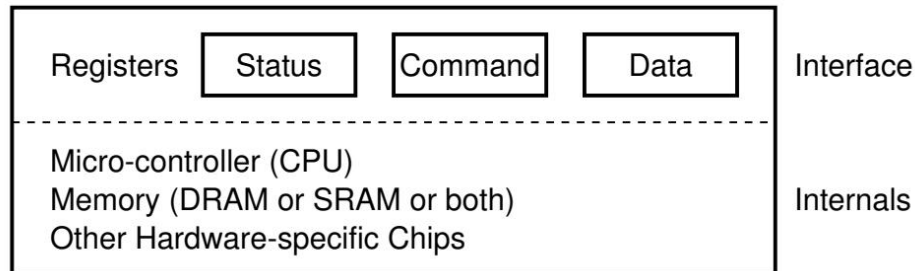 Registers Status Command Data Interface
Micro-controller (CPU)
Memory (DRAM or SRAM or both) Internals
Other Hardware-specific Chips